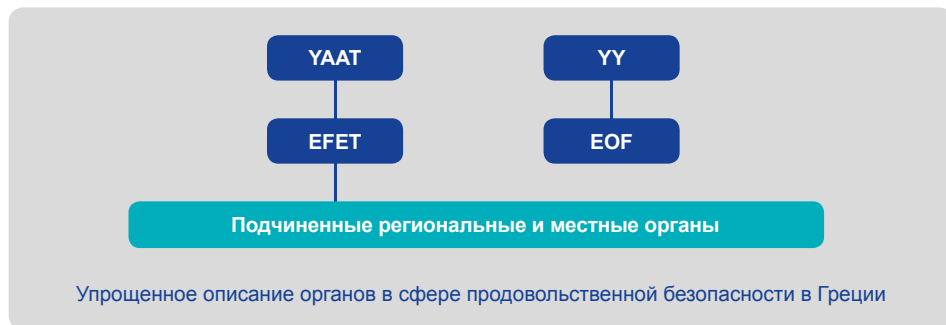 YAAT
YY
EFET
EOF
Подчиненные региональные и местные органы
Упрощенное описание органов в сфере продовольственной безопасности в Греции